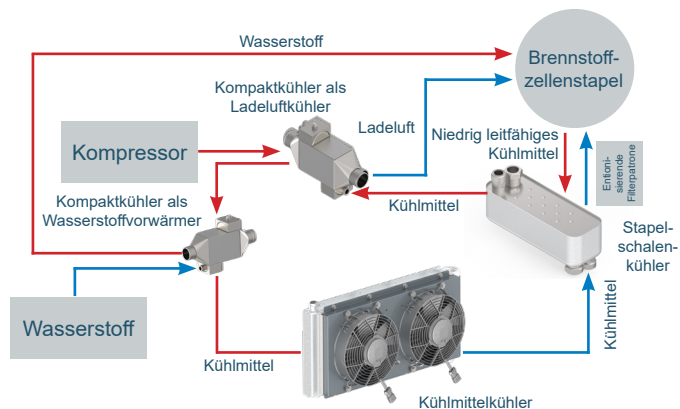 Wasserstoff
Brennstoff-
zellenstapel
Kompaktkühler als
Ladeluftkühler
Ladeluft
Niedrig leitfähiges
Kühlmittel
Kompressor
Entioni-
sierende
Filterpatrone
Kompaktkühler als
Wasserstoffvorwärmer
Kühlmittel
Stapel-
schalen-
kühler
Wasserstoff
Kühlmittel
Kühlmittel
Kühlmittelkühler